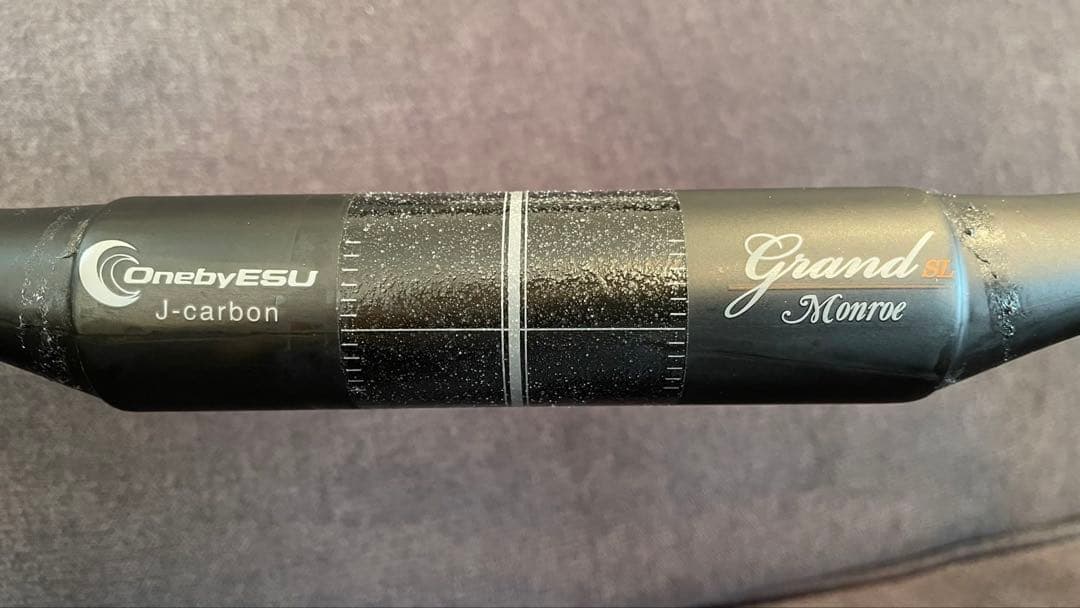 OnebyESU
J-carbon
Grand SL
Monroe